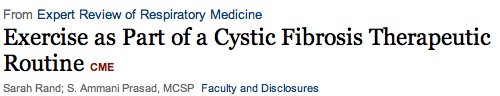 From Expert Review of Respiratory Medicine
Exercise as Part of a Cystic Fibrosis Therapeutic
Routine CME
Sarah Rand; S. Ammani Prasad, MCSP Faculty and Disclosures